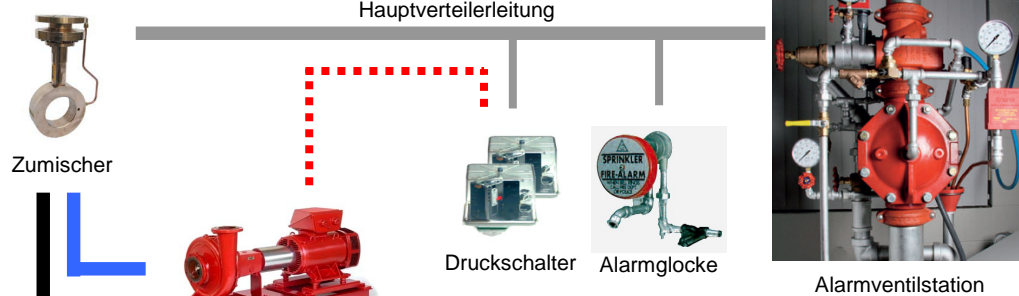 Hauptverteilerleitung
Zumischer
SPRINKLER
FIRE-ALARM
Druckschalter
Alarmglocke
Alarmventilstation